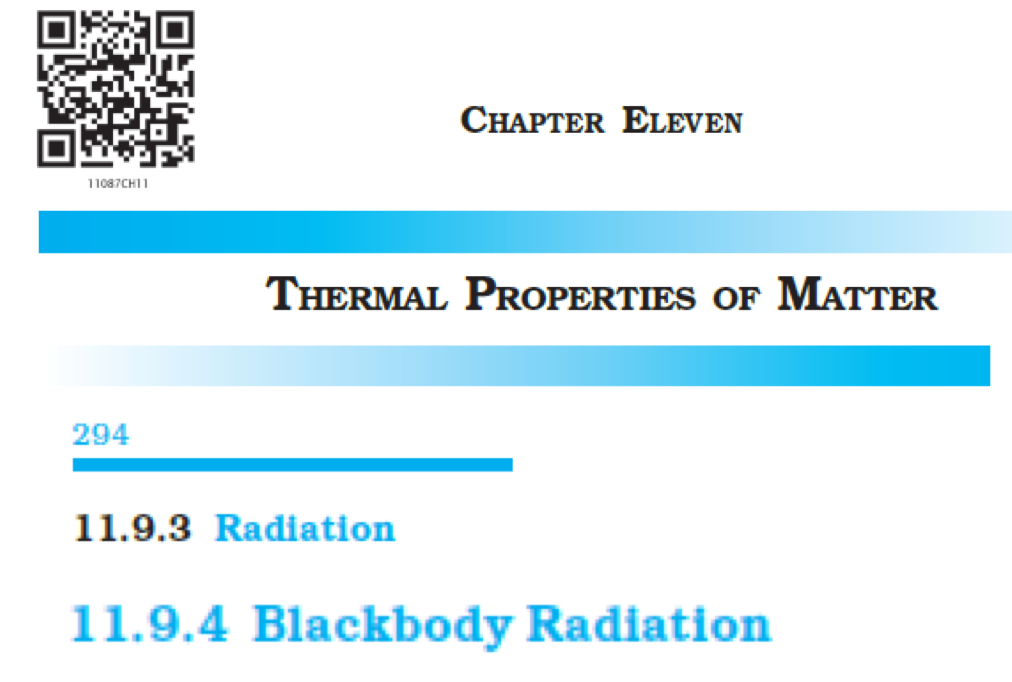 11087CH11
CHAPTER ELEVEN
THERMAL PROPERTIES OF MATTER
294
11.9.3 Radiation
11.9.4 Blackbody Radiation